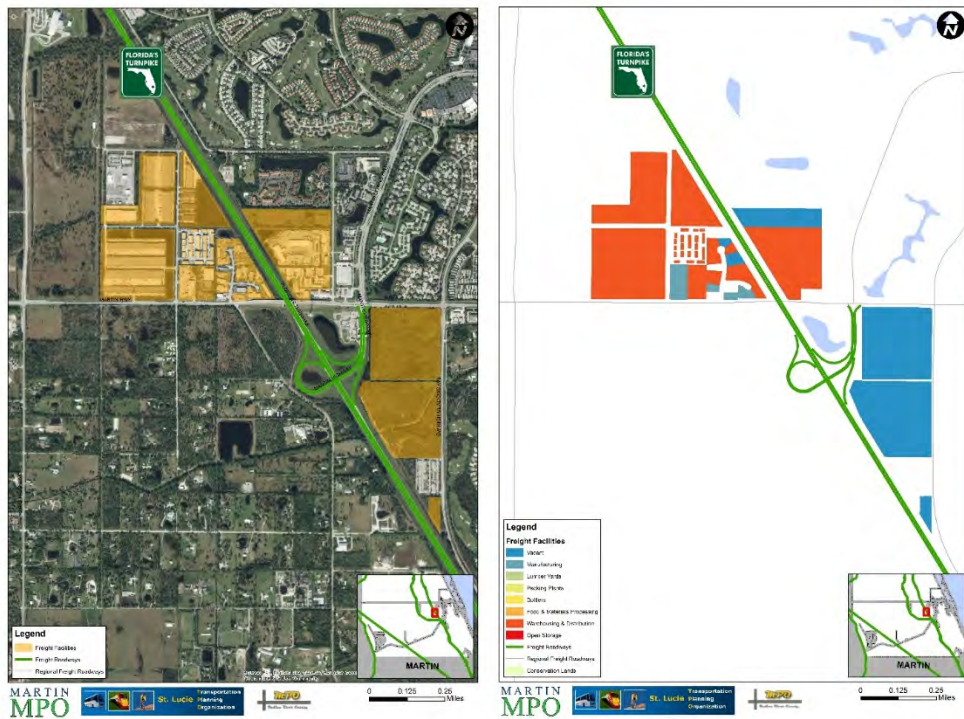 N
FLORIDA'S
TURNPIKE
Legend
Freight Facilities
Freight Roadways
Regional Freight Roadways
MARTIN
MARTIN
MPO
St. Lucie
Transportation
Planning
Organization
MPO
0 0.125 0.25
Miles
N
FLORIDA'S
TURNPIKE
Legend
Freight Facilities
Vacant
Manufacturing
Lumber Yards
Packing Plants
Bottlers
Food & Materials Processing
Warehousing & Distribution
Open Storage
Freight Roadways
Regional Freight Roadways
Conservation Lands
MARTIN
MARTIN
MPO
St. Lucie
Transportation
Planning
Organization
MPO
0 0.125 0.25
Miles